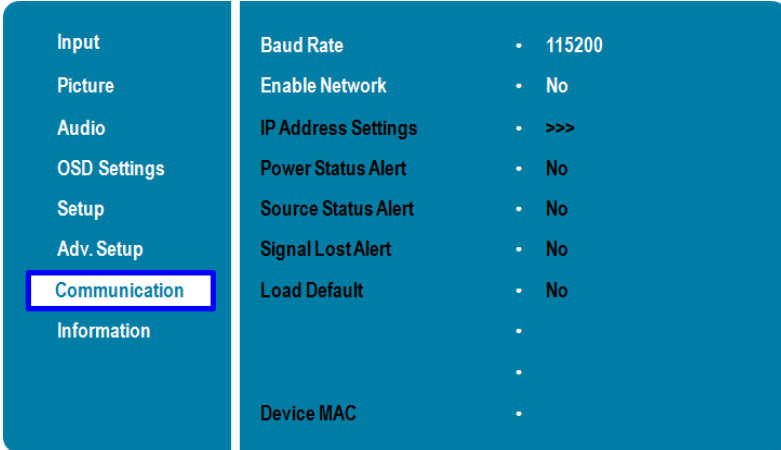 Input
Picture
Audio
OSD Settings
Setup
Adv. Setup
Communication
Information
Baud Rate • 115200
Enable Network • No
IP Address Settings • >>>
Power Status Alert • No
Source Status Alert • No
Signal Lost Alert • No
Load Default • No
•
•
Device MAC •